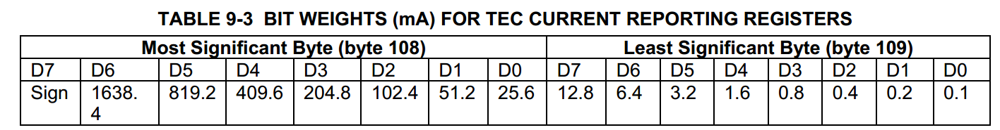 TABLE 9-3 BIT WEIGHTS (mA) FOR TEC CURRENT REPORTING REGISTERS
Most Significant Byte (byte 108) Least Significant Byte (byte 109)
D7 D6 D5 D4 D3 D2 D1 D0 D7 D6 D5 D4 D3 D2 D1 D0
Sign 1638. 819.2 409.6 204.8 102.4 51.2 25.6 12.8 6.4 3.2 1.6 0.8 0.4 0.2 0.1
4